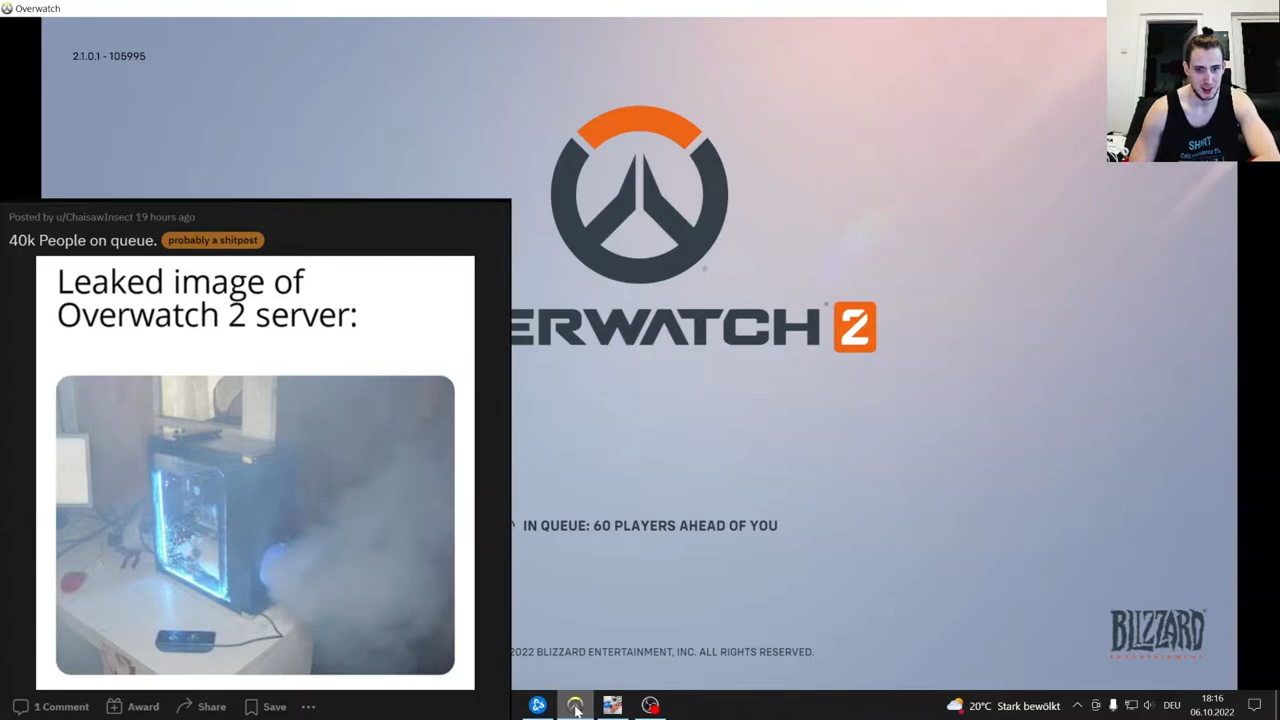 Overwatch
2.1.0.1 - 105995
SHIRT
Posted by u/ChaisawInsect 19 hours ago
40k People on queue. probably a shitpost
Leaked image of
Overwatch 2 server:
ERWATCH 2
IN QUEUE: 60 PLAYERS AHEAD OF YOU
BLIZZARD
ENTERTAINMENT
2022 BLIZZARD ENTERTAINMENT, INC. ALL RIGHTS RESERVED.
1 Comment Award Share Save
20°C Stark bewölkt DEU 18:16
06.10.2022